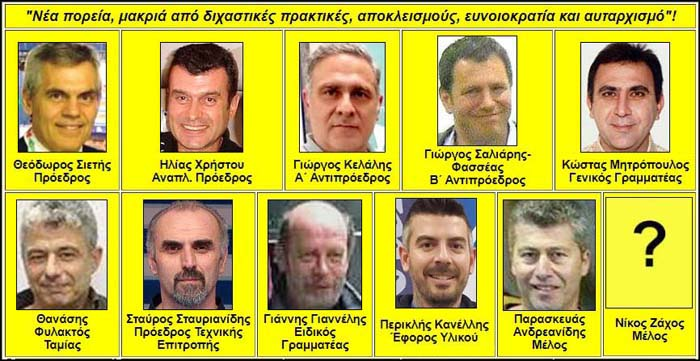 "Νέα πορεία, μακριά από διχαστικές πρακτικές, αποκλεισμούς, ευνοιοκρατία και αυταρχισμό"!
Θεόδωρος Σιετής
Πρόεδρος
Ηλίας Χρήστου
Αναπλ. Πρόεδρος
Γιώργος Κελάλης
Α΄ Αντιπρόεδρος
Γιώργος Σαλιάρης-
Φασσέας
Β΄ Αντιπρόεδρος
Κώστας Μητρόπουλος
Γενικός Γραμματέας
Θανάσης
Φυλακτός
Ταμίας
Σταύρος Σταυριανίδης
Πρόεδρος Τεχνικής
Επιτροπής
Γιάννης Γιαννέλης
Ειδικός
Γραμματέας
Περικλής Κανέλλης
Έφορος Υλικού
Παρασκευάς
Ανδρεανίδης
Μέλος
?
Νίκος Ζάχος
Μέλος